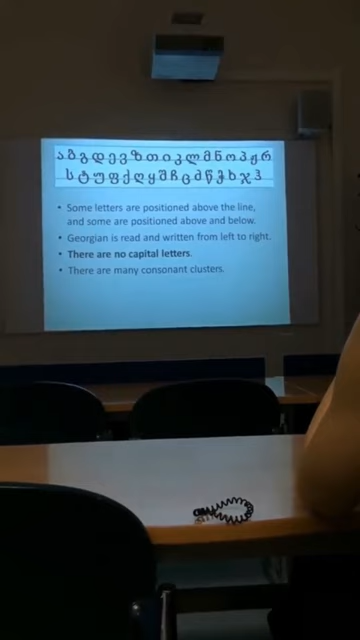 აბგდევზთიკლმნოპჟრ
სტუფქღყშჩცძწჭხჯჰ
• Some letters are positioned above the line,
and some are positioned above and below.
• Georgian is read and written from left to right.
• There are no capital letters.
• There are many consonant clusters.